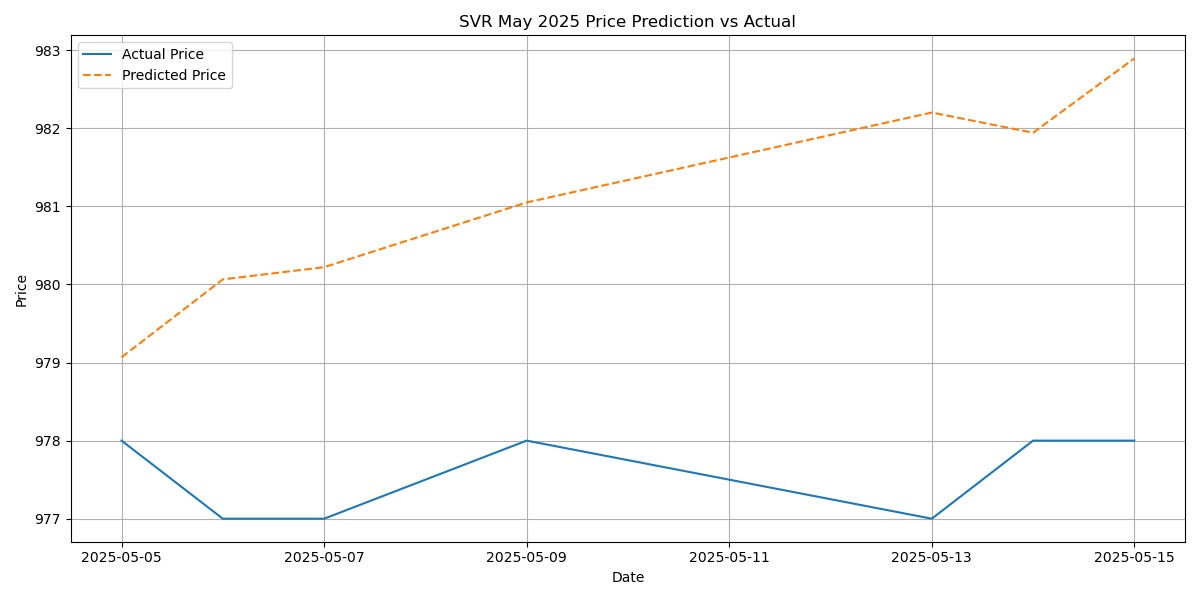 SVR May 2025 Price Prediction vs Actual
Actual Price
Predicted Price
983
982
981
980
979
978
977
Price
2025-05-05 2025-05-07 2025-05-09 2025-05-11 2025-05-13 2025-05-15
Date